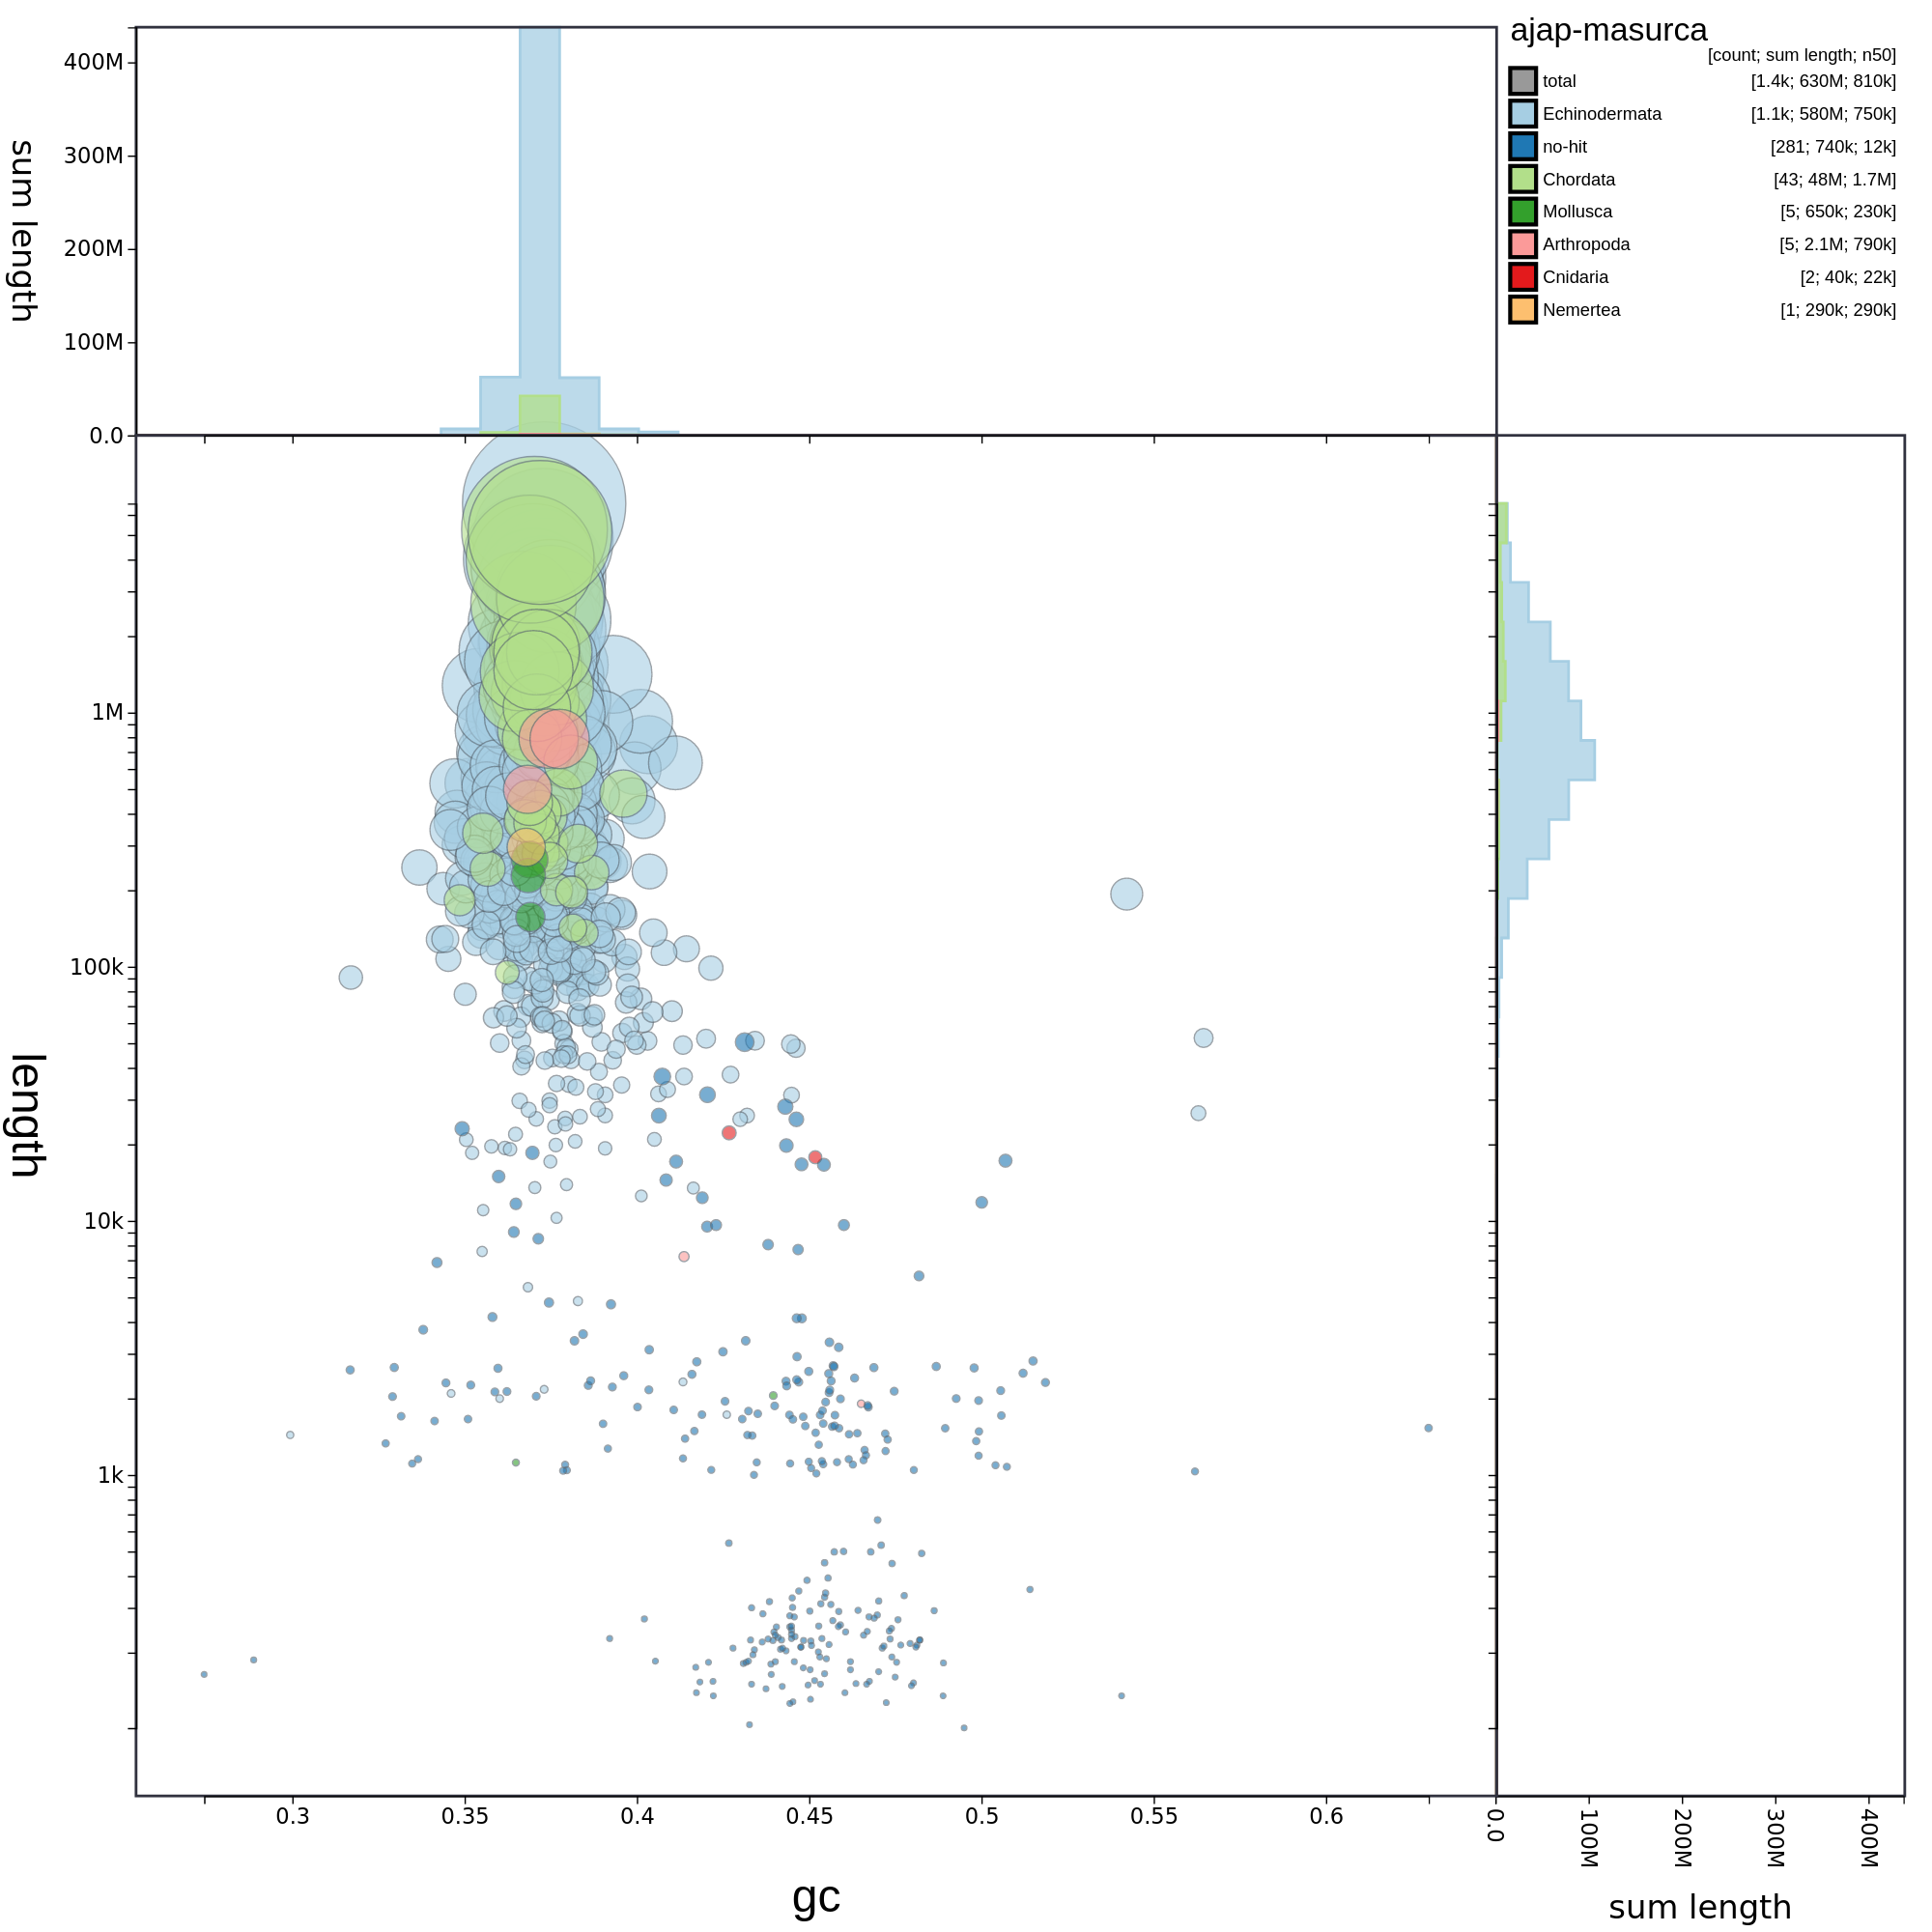 ajap-masurca
[count; sum length; n50]
total [1.4k; 630M; 810k]
Echinodermata [1.1k; 580M; 750k]
no-hit [281; 740k; 12k]
Chordata [43; 48M; 1.7M]
Mollusca [5; 650k; 230k]
Arthropoda [5; 2.1M; 790k]
Cnidaria [2; 40k; 22k]
Nemertea [1; 290k; 290k]
sum length
400M
300M
200M
100M
0.0
length
1M
100k
10k
1k
0.3 0.35 0.4 0.45 0.5 0.55 0.6
gc
0.0 100M 200M 300M 400M
sum length